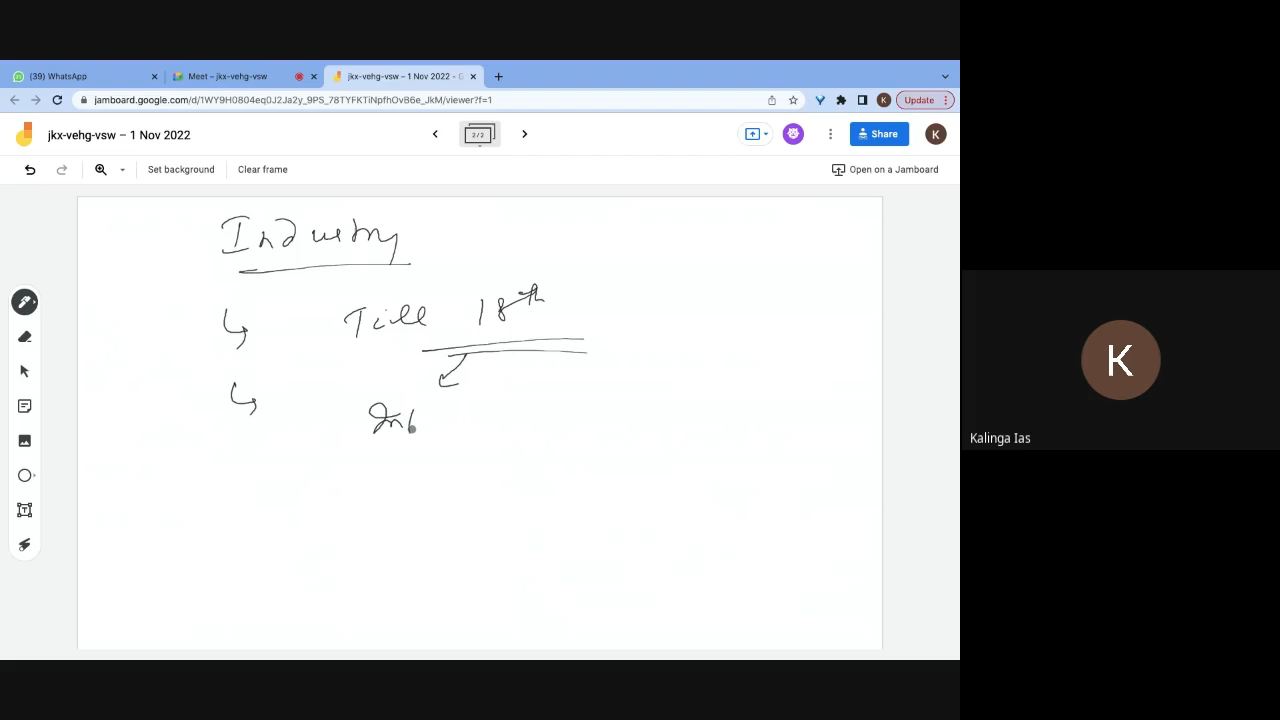 (39) WhatsApp
Meet – jkx-vehg-vsw
jkx-vehg-vsw – 1 Nov 2022 - G
jamboard.google.com/d/1WY9H0804eq0J2Ja2y_9PS_78TYFKTiNpfhOvB6e_JkM/viewer?f=1
K
Update
jkx-vehg-vsw – 1 Nov 2022
2/2
Share
K
Set background
Clear frame
Open on a Jamboard
Industry
Till 18th
K
Kalinga Ias